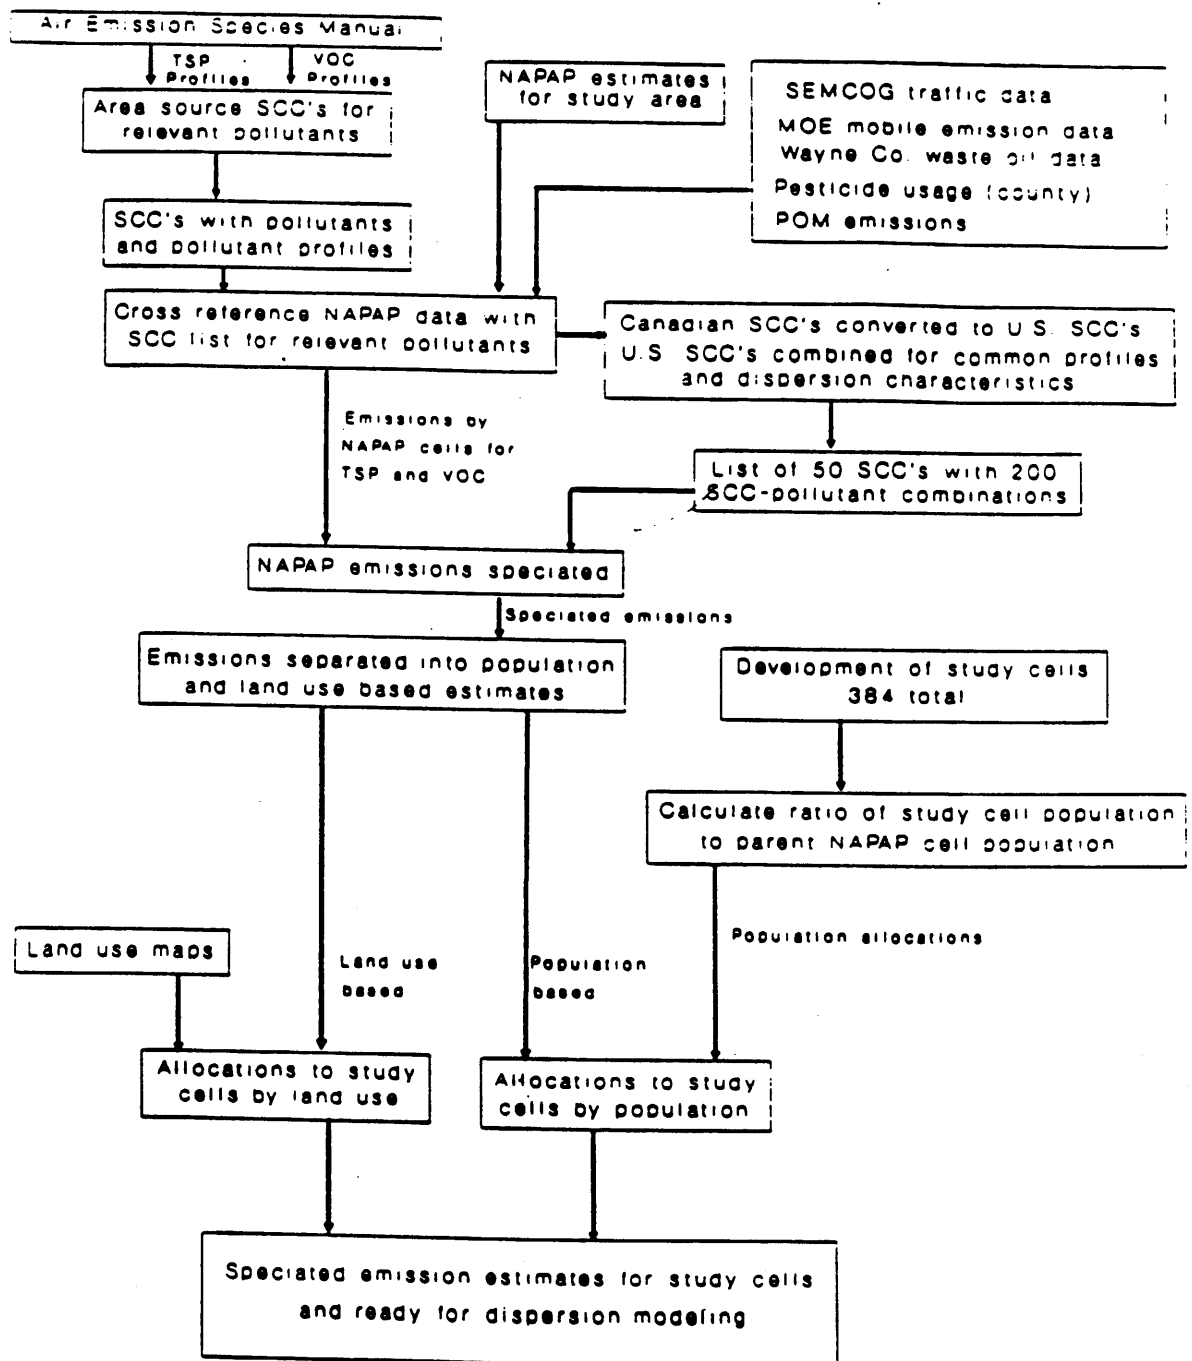 Air Emission Species Manual
TSP
Profiles
VOC
Profiles
Area source SCC's for
relevant pollutants
NAPAP estimates
for study area
SEMCOG traffic data
MOE mobile emission data
Wayne Co. waste oil data
Pesticide usage (county)
POM emissions
SCC's with pollutants
and pollutant profiles
Cross reference NAPAP data with
SCC list for relevant pollutants
Canadian SCC's converted to U.S. SCC's
U.S. SCC's combined for common profiles
and dispersion characteristics
Emissions by
NAPAP cells for
TSP and VOC
List of 50 SCC's with 200
SCC-pollutant combinations
NAPAP emissions speciated
Speciated emissions
Emissions separated into population
and land use based estimates
Development of study cells
384 total
Calculate ratio of study cell population
to parent NAPAP cell population
Land use maps
Land use
based
Population
based
Population allocations
Allocations to study
cells by land use
Allocations to study
cells by population
Speciated emission estimates for study cells
and ready for dispersion modeling